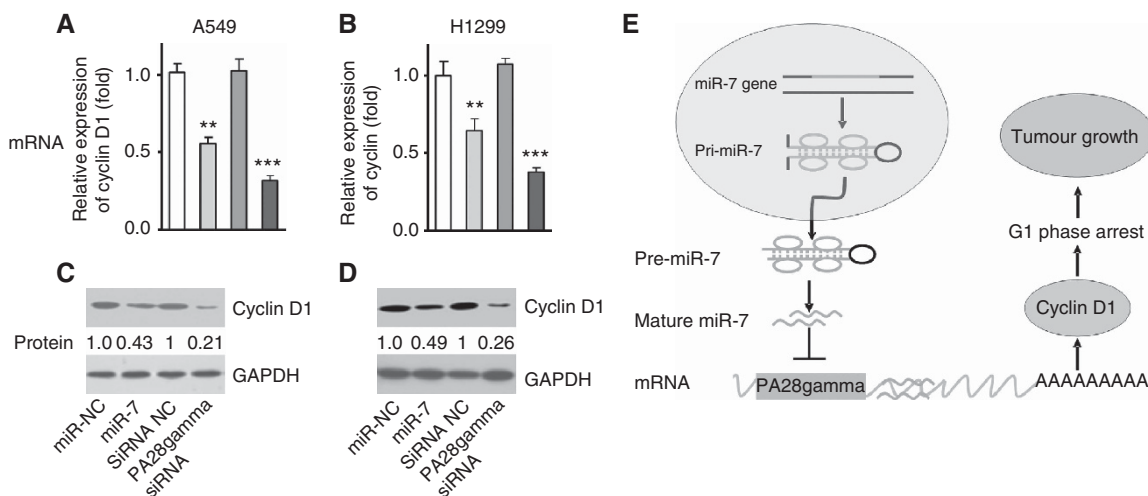 A
A549
mRNA
Relative expression
of cyclin D1 (fold)
1.0
0.5
0.0
**
***
B
H1299
Relative expression
of cyclin (fold)
1.0
0.5
0.0
**
***
C
Cyclin D1
Protein
1.0 0.43 1 0.21
GAPDH
miR-NC
miR-7
SiRNA NC
PA28gamma
siRNA
D
Cyclin D1
1.0 0.49 1 0.26
GAPDH
miR-NC
miR-7
SiRNA NC
PA28gamma
siRNA
E
miR-7 gene
Pri-miR-7
Pre-miR-7
Mature miR-7
mRNA
PA28gamma
AAAAAAAAA
Tumour growth
G1 phase arrest
Cyclin D1